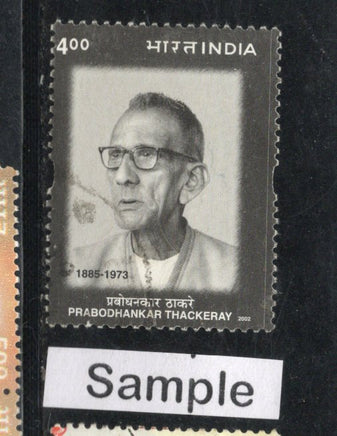 4.00 भारत INDIA
1885-1973
प्रबोधनकार ठाकरे
PRABODHANKAR THACKERAY 2002
Sample